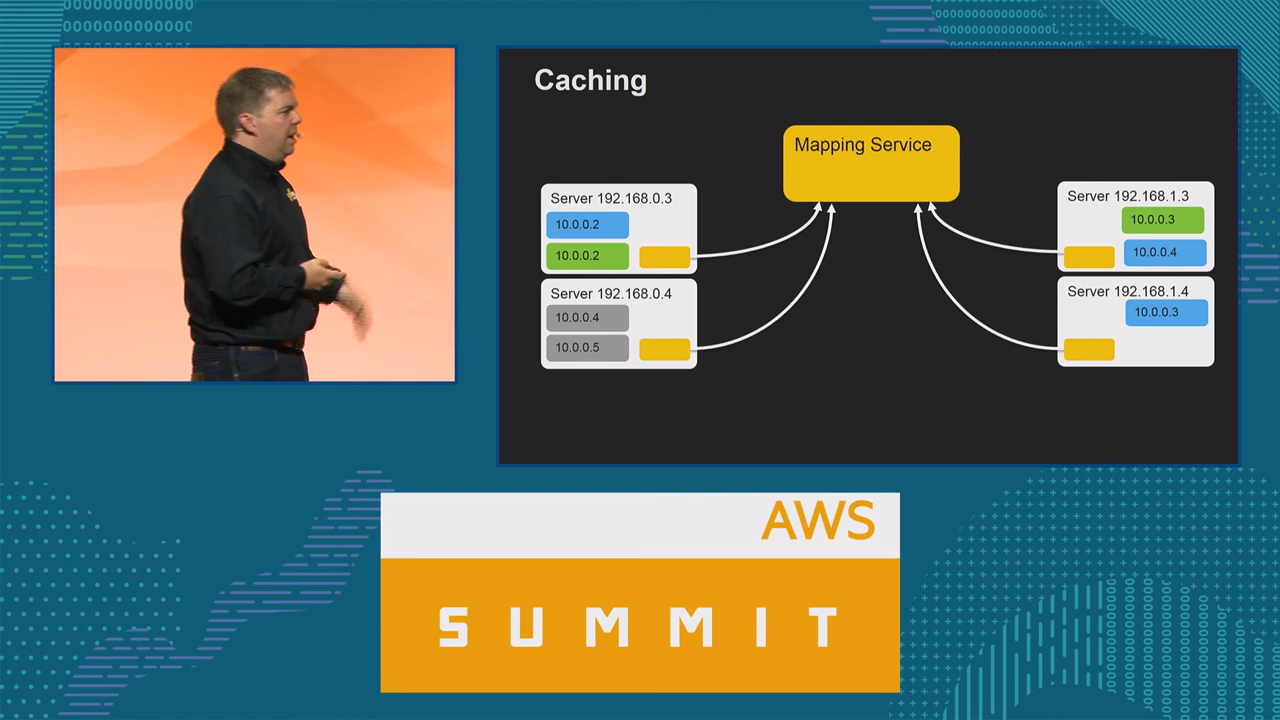 Caching
Mapping Service
Server 192.168.0.3
10.0.0.2
10.0.0.2
Server 192.168.0.4
10.0.0.4
10.0.0.5
Server 192.168.1.3
10.0.0.3
10.0.0.4
Server 192.168.1.4
10.0.0.3
AWS
SUMMIT